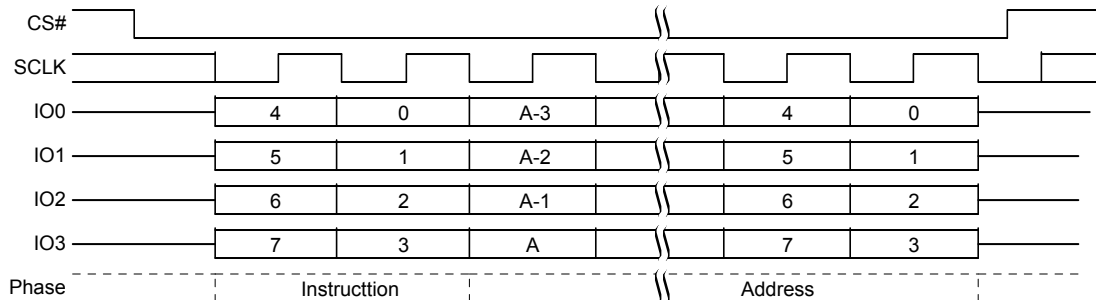 CS#
SCLK
IO0 4 0 A-3 4 0
IO1 5 1 A-2 5 1
IO2 6 2 A-1 6 2
IO3 7 3 A 7 3
Phase Instructtion Address